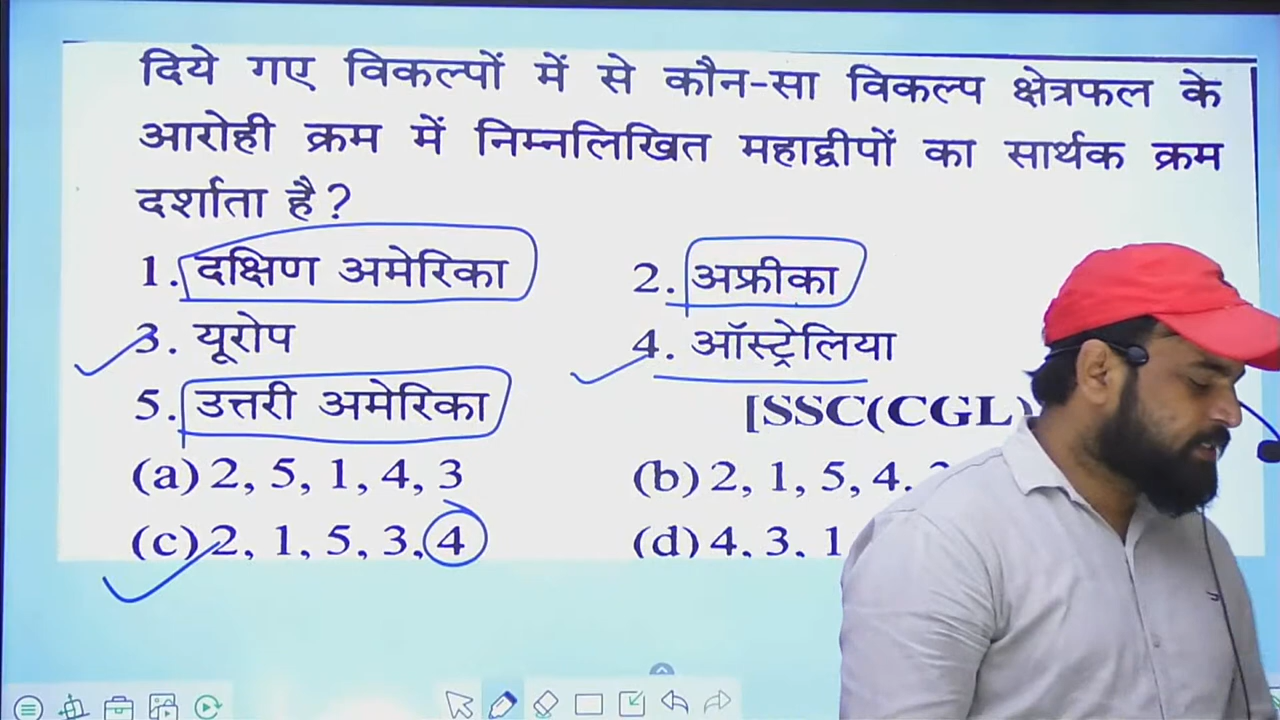 दिये गए विकल्पों में से कौन-सा विकल्प क्षेत्रफल के
आरोही क्रम में निम्नलिखित महाद्वीपों का सार्थक क्रम
दर्शाता है?
1. दक्षिण अमेरिका 2. अफ्रीका
3. यूरोप 4. ऑस्ट्रेलिया
5. उत्तरी अमेरिका
[SSC(CGL)
(a) 2, 5, 1, 4, 3 (b) 2, 1, 5, 4,
(c) 2, 1, 5, 3, 4 (d) 4, 3, 1